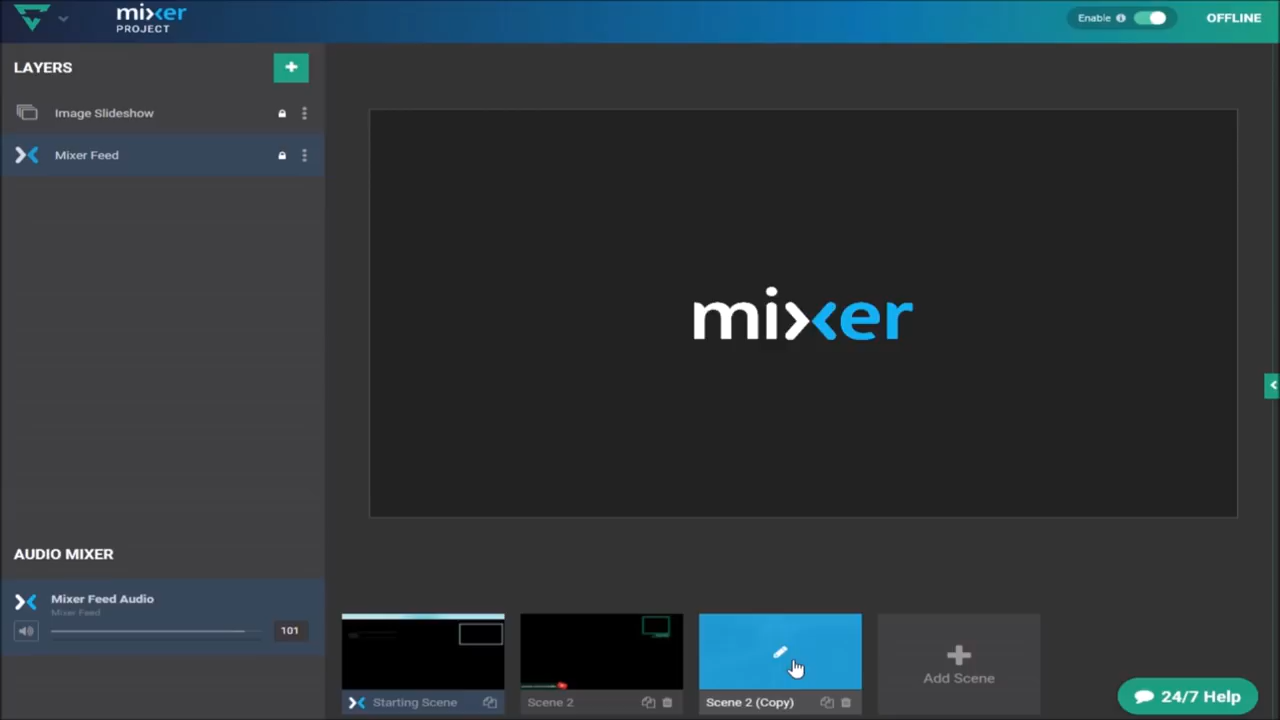 mixer
PROJECT
Enable
OFFLINE
LAYERS
Image Slideshow
Mixer Feed
mixer
AUDIO MIXER
Mixer Feed Audio
Mixer Feed
101
Starting Scene
Scene 2
Scene 2 (Copy)
Add Scene
24/7 Help